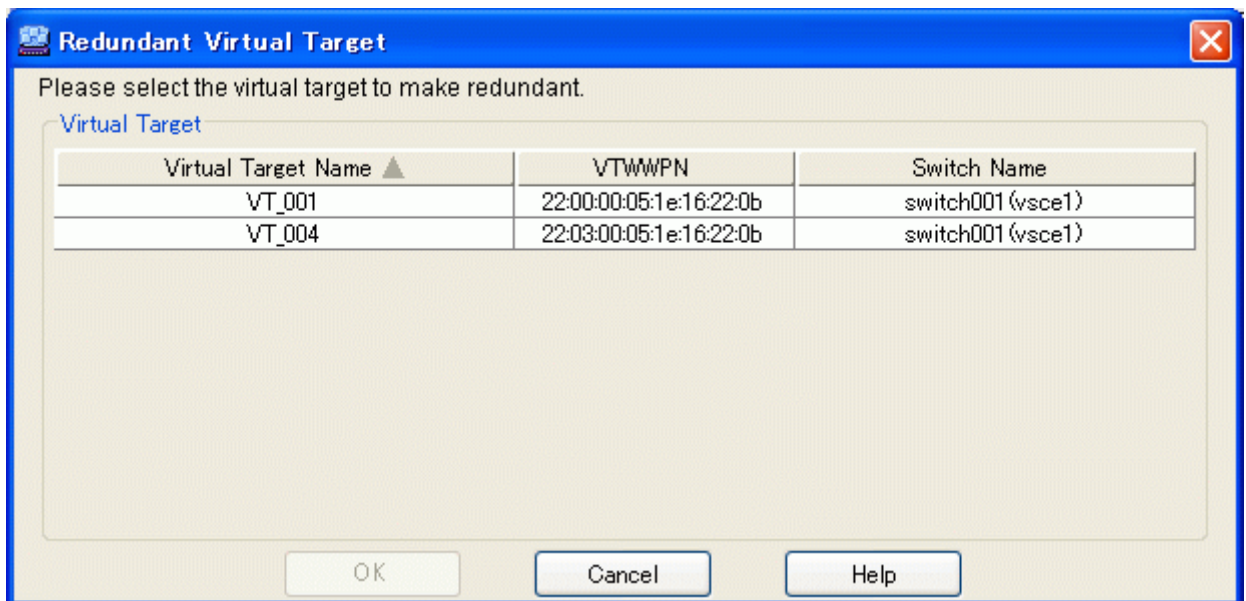 Redundant Virtual Target
Please select the virtual target to make redundant.
Virtual Target
Virtual Target Name VTWWPN Switch Name
VT_001 22:00:00:05:1e:16:22:0b switch001(vsce1)
VT_004 22:03:00:05:1e:16:22:0b switch001(vsce1)
OK Cancel Help